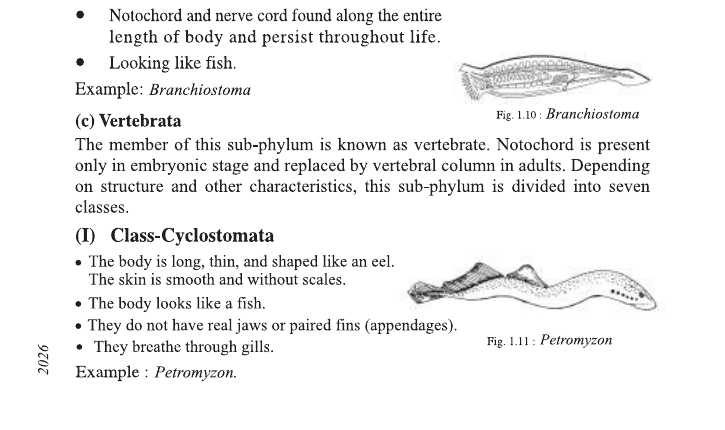 • Notochord and nerve cord found along the entire
length of body and persist throughout life.
• Looking like fish.
Example: Branchiostoma
Fig. 1.10 : Branchiostoma
(c) Vertebrata
The member of this sub-phylum is known as vertebrate. Notochord is present
only in embryonic stage and replaced by vertebral column in adults. Depending
on structure and other characteristics, this sub-phylum is divided into seven
classes.
(I) Class-Cyclostomata
• The body is long, thin, and shaped like an eel.
The skin is smooth and without scales.
• The body looks like a fish.
• They do not have real jaws or paired fins (appendages).
• They breathe through gills.
Fig. 1.11 : Petromyzon
Example : Petromyzon.
2026